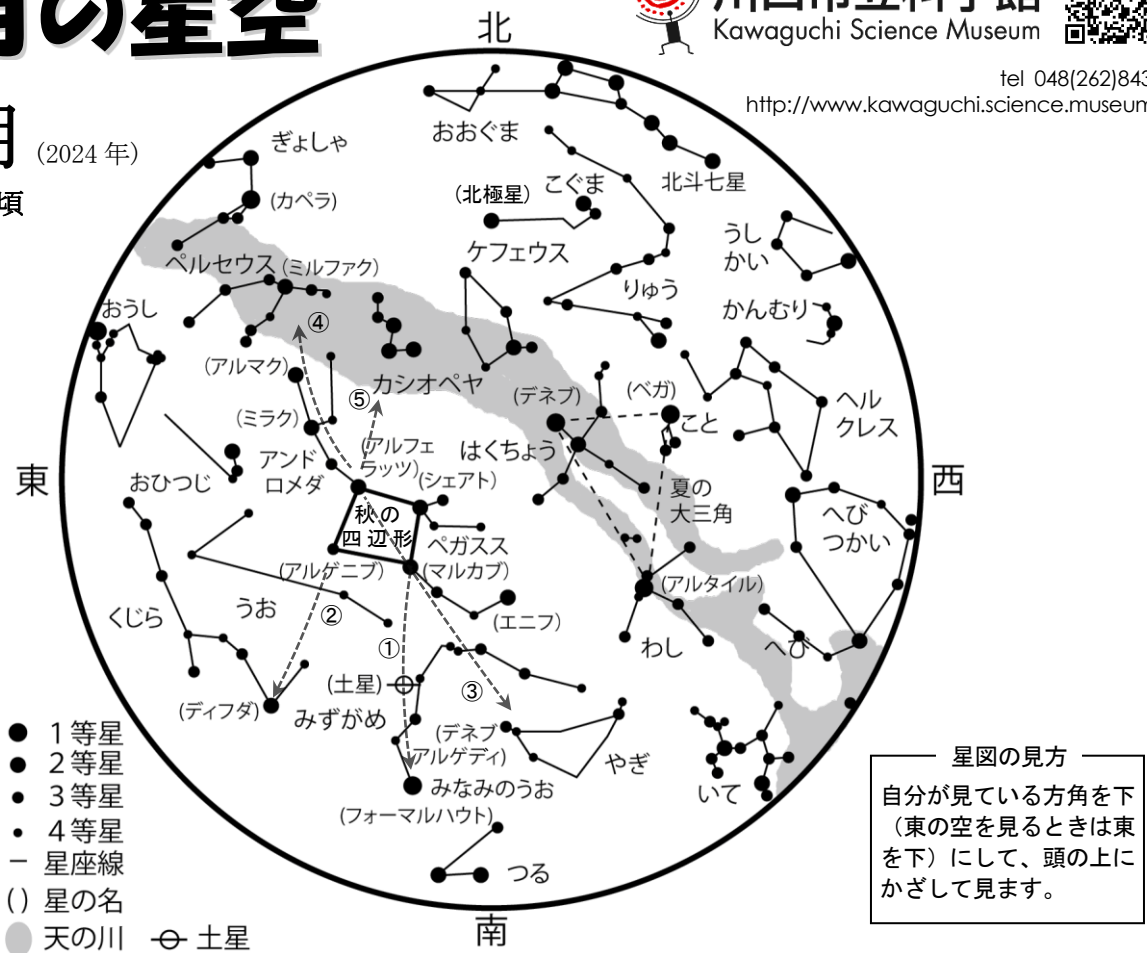 の星空
Kawaguchi Science Museum
tel 048(262)843
http://www.kawaguchi.science.museum
月
(2024年)
頃
北
おおぐま
ぎょしゃ
(カペラ)
(北極星)
こぐま
北斗七星
ケフェウス
うし
かい
ペルセウス
(ミルファク)
りゅう
おうし
かんむり
④
(アルマク)
カシオペヤ
(デネブ)
(ベガ)
ヘル
クレス
⑤
こと
(ミラク)
(アルフェ
ラッツ)
はくちょう
アンド
ロメダ
(シェアト)
東
おひつじ
西
夏の
大三角
秋の
四辺形
へび
つかい
ペガスス
(アルゲニブ)
(マルカブ)
(アルタイル)
くじら
うお
②
(エニフ)
①
わし
へび
(土星)
③
(ディフダ)
みずがめ
(デネブ
アルゲディ)
やぎ
みなみのうお
いて
(フォーマルハウト)
つる
南
1等星
2等星
3等星
4等星
星座線
() 星の名
天の川
土星
星図の見方
自分が見ている方角を下
(東の空を見るときは東
を下)にして、頭の上に
かざして見ます。